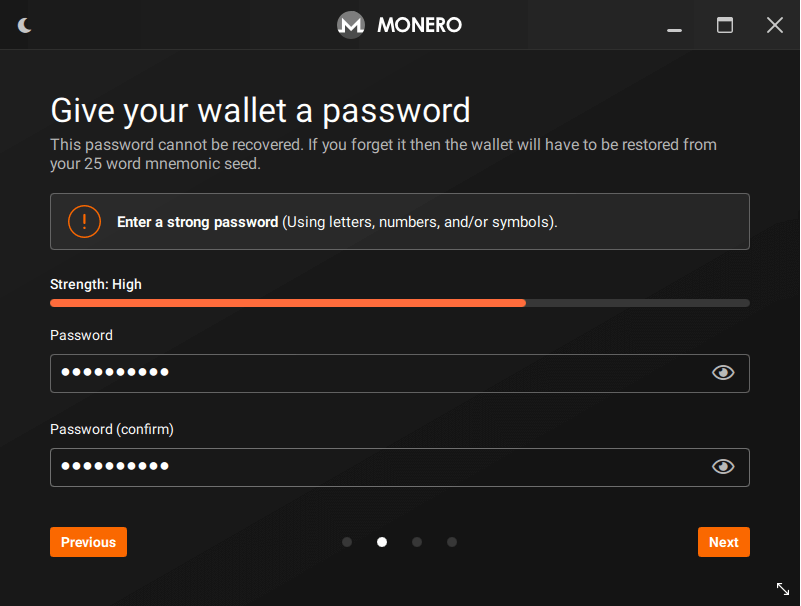 MONERO
Give your wallet a password
This password cannot be recovered. If you forget it then the wallet will have to be restored from
your 25 word mnemonic seed.
Enter a strong password (Using letters, numbers, and/or symbols).
Strength: High
Password
●●●●●●●●●●
Password (confirm)
●●●●●●●●●●
Previous
Next